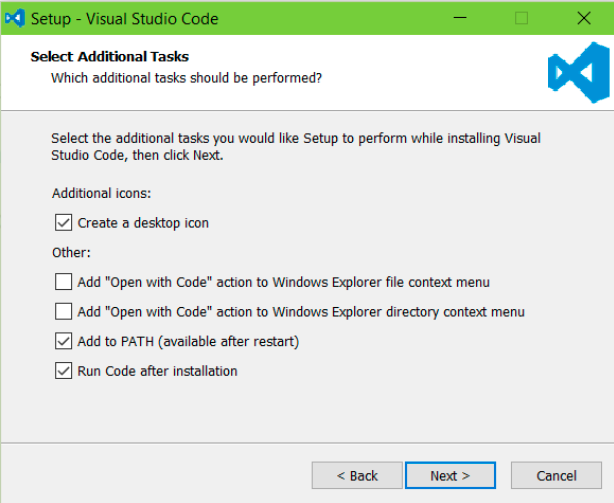 Setup - Visual Studio Code
Select Additional Tasks
Which additional tasks should be performed?
Select the additional tasks you would like Setup to perform while installing Visual
Studio Code, then click Next.
Additional icons:
Create a desktop icon
Other:
Add "Open with Code" action to Windows Explorer file context menu
Add "Open with Code" action to Windows Explorer directory context menu
Add to PATH (available after restart)
Run Code after installation
< Back Next > Cancel